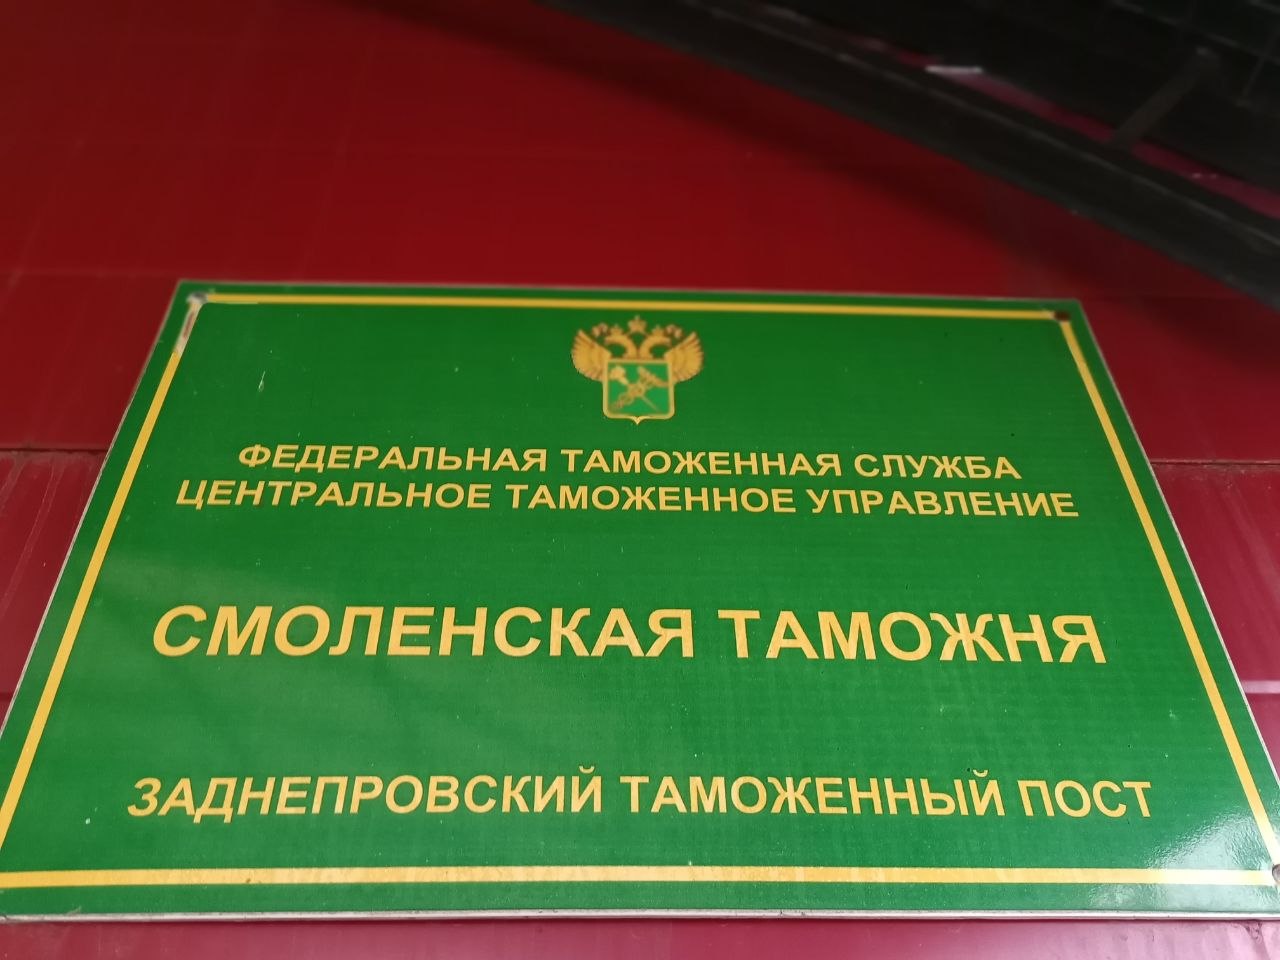 ФЕДЕРАЛЬНАЯ ТАМОЖЕННАЯ СЛУЖБА
ЦЕНТРАЛЬНОЕ ТАМОЖЕННОЕ УПРАВЛЕНИЕ
СМОЛЕНСКАЯ ТАМОЖНЯ
ЗАДНЕПРОВСКИЙ ТАМОЖЕННЫЙ ПОСТ